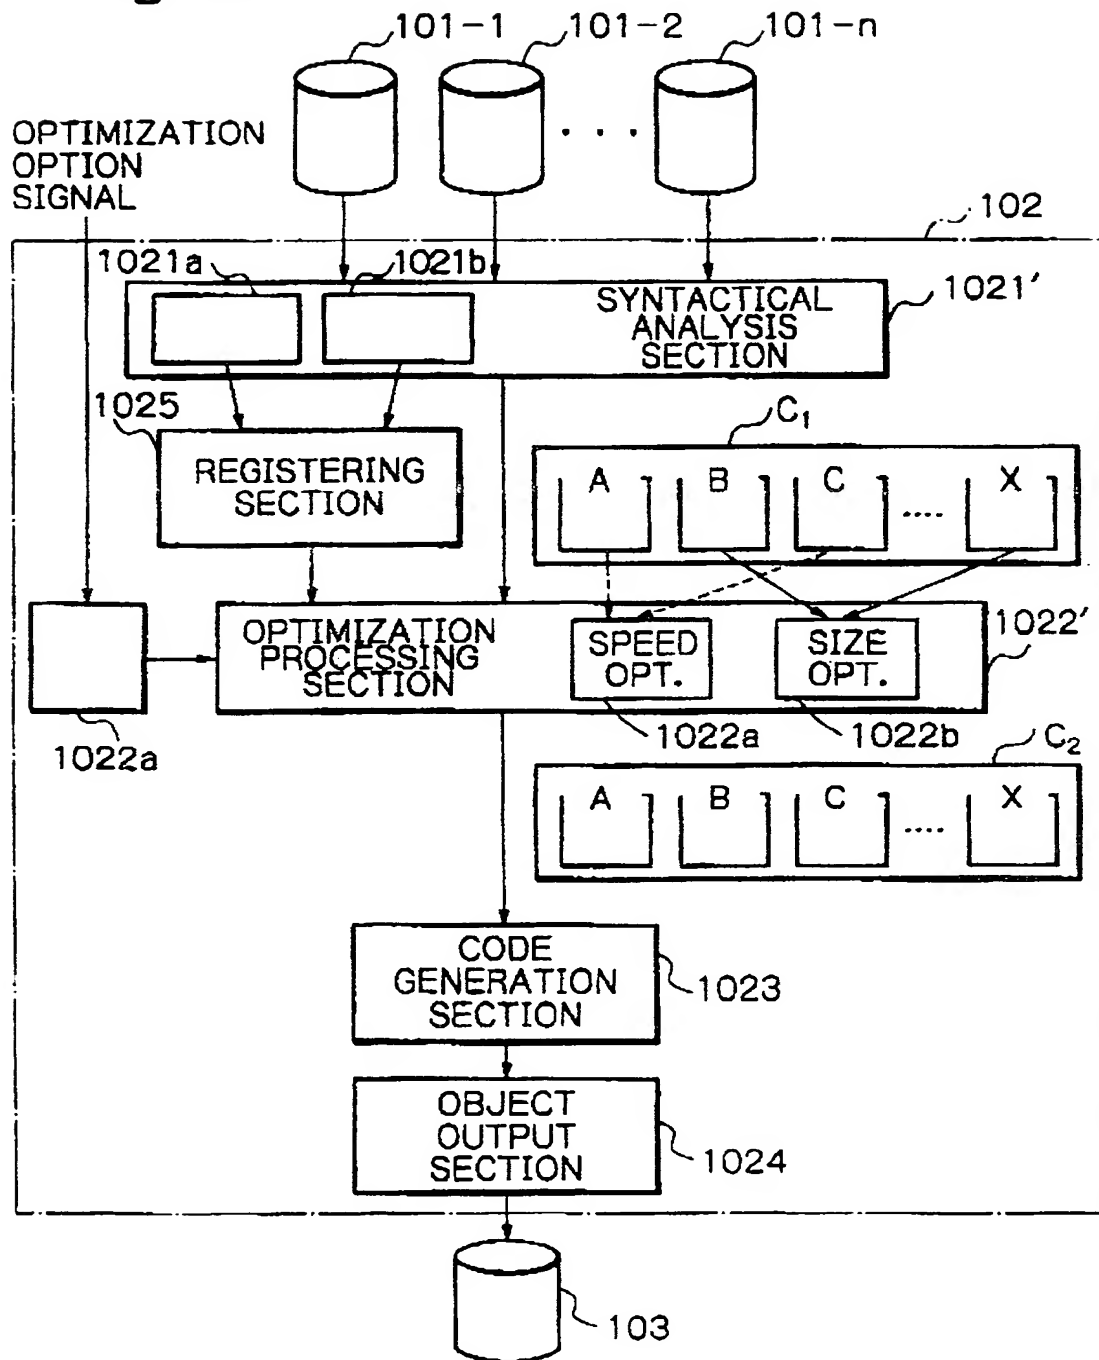 101-1
101-2
101-n
OPTIMIZATION
OPTION
SIGNAL
. . .
102
1021a
1021b
SYNTACTICAL
ANALYSIS
SECTION
1021'
1025
REGISTERING
SECTION
C1
A B C ..... X
OPTIMIZATION
PROCESSING
SECTION
SPEED
OPT.
SIZE
OPT.
1022'
1022a
1022a
1022b
C2
A B C ..... X
CODE
GENERATION
SECTION
1023
OBJECT
OUTPUT
SECTION
1024
103